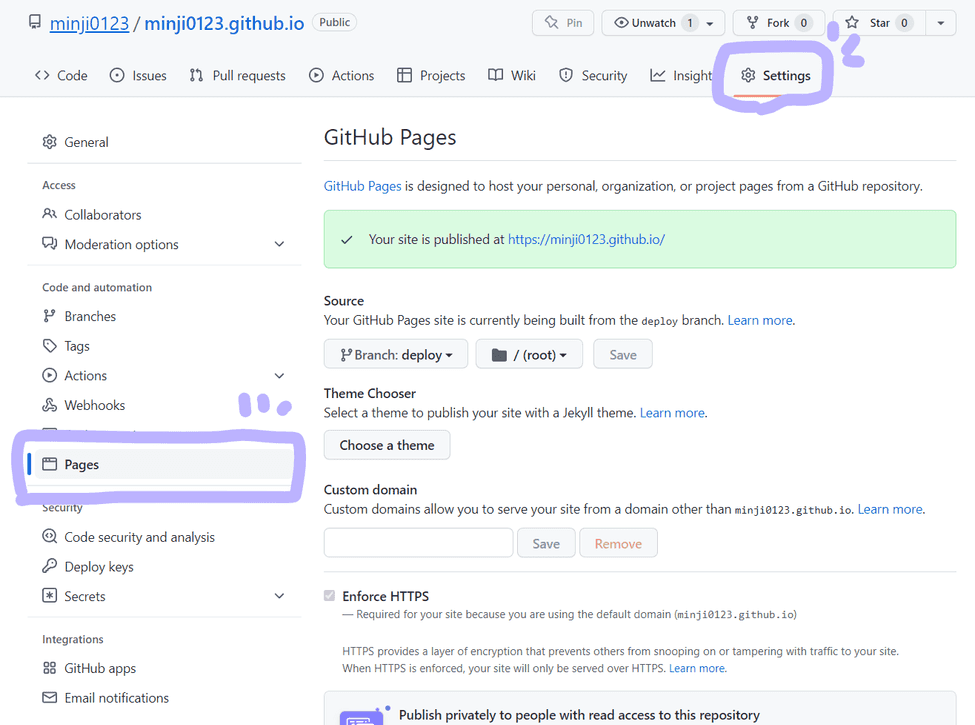 minji0123 / minji0123.github.io Public
Pin Unwatch 1 Fork 0 Star 0
Code Issues Pull requests Actions Projects Wiki Security Insight Settings
General
Access
Collaborators
Moderation options
Code and automation
Branches
Tags
Actions
Webhooks
Pages
Security
Code security and analysis
Deploy keys
Secrets
Integrations
GitHub apps
Email notifications
GitHub Pages
GitHub Pages is designed to host your personal, organization, or project pages from a GitHub repository.
Your site is published at https://minji0123.github.io/
Source
Your GitHub Pages site is currently being built from the deploy branch. Learn more.
Branch: deploy / (root) Save
Theme Chooser
Select a theme to publish your site with a Jekyll theme. Learn more.
Choose a theme
Custom domain
Custom domains allow you to serve your site from a domain other than minji0123.github.io. Learn more.
Save Remove
Enforce HTTPS
— Required for your site because you are using the default domain (minji0123.github.io)
HTTPS provides a layer of encryption that prevents others from snooping on or tampering with traffic to your site.
When HTTPS is enforced, your site will only be served over HTTPS. Learn more.
Publish privately to people with read access to this repository